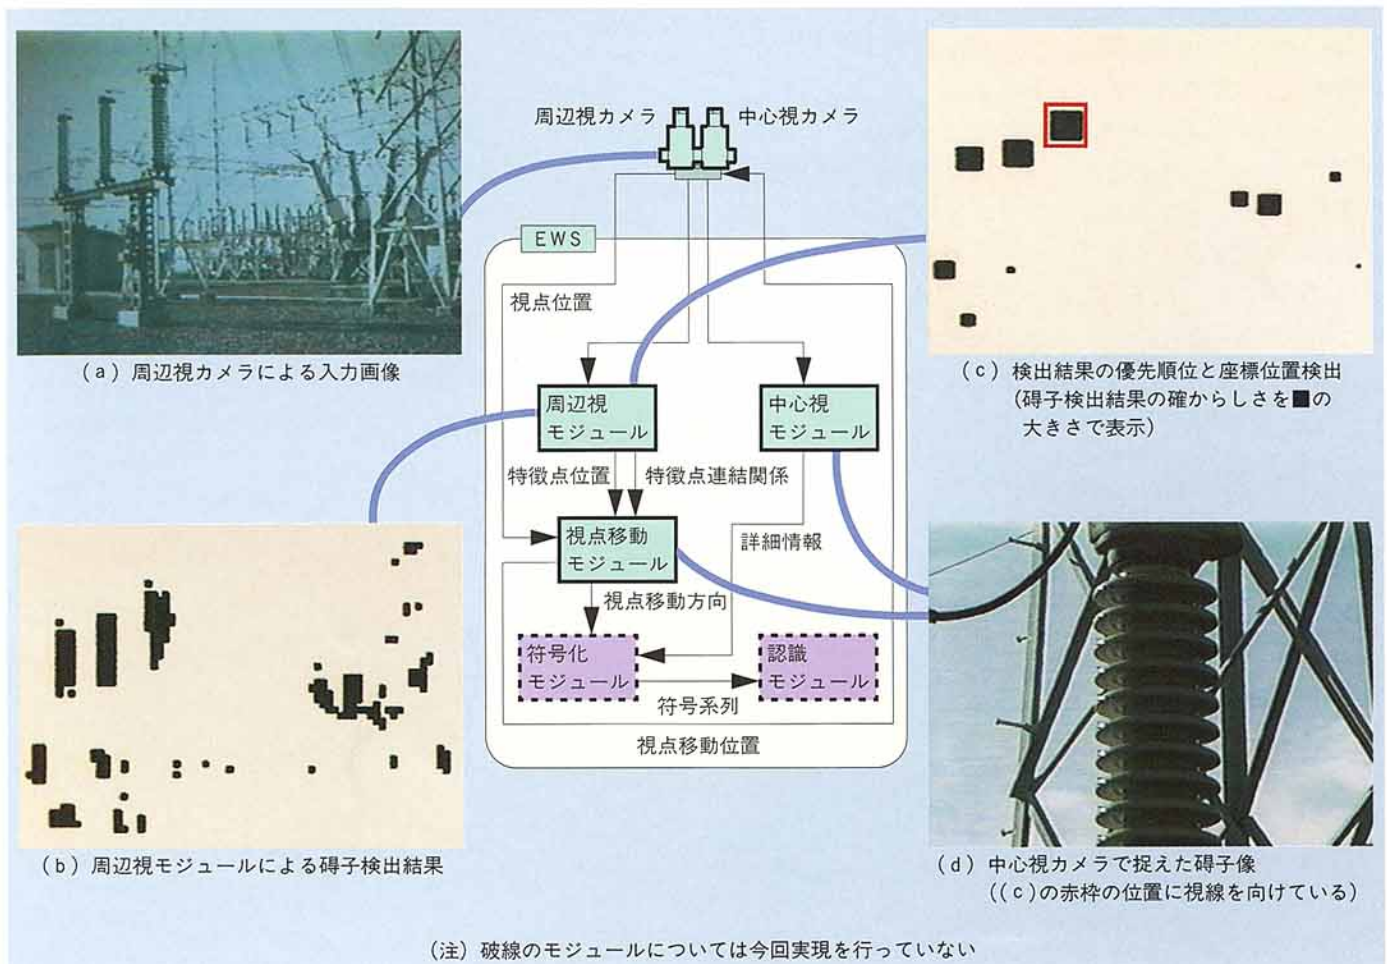 周辺視カメラ
中心視カメラ
EWS
視点位置
(a) 周辺視カメラによる入力画像
(c) 検出結果の優先順位と座標位置検出
(碍子検出結果の確からしさを■の
大きさで表示)
周辺視
モジュール
中心視
モジュール
特徴点位置
特徴点連結関係
視点移動
モジュール
詳細情報
視点移動方向
符号化
モジュール
認識
モジュール
符号系列
視点移動位置
(b) 周辺視モジュールによる碍子検出結果
(d) 中心視カメラで捉えた碍子像
((c)の赤枠の位置に視線を向けている)
(注) 破線のモジュールについては今回実現を行っていない